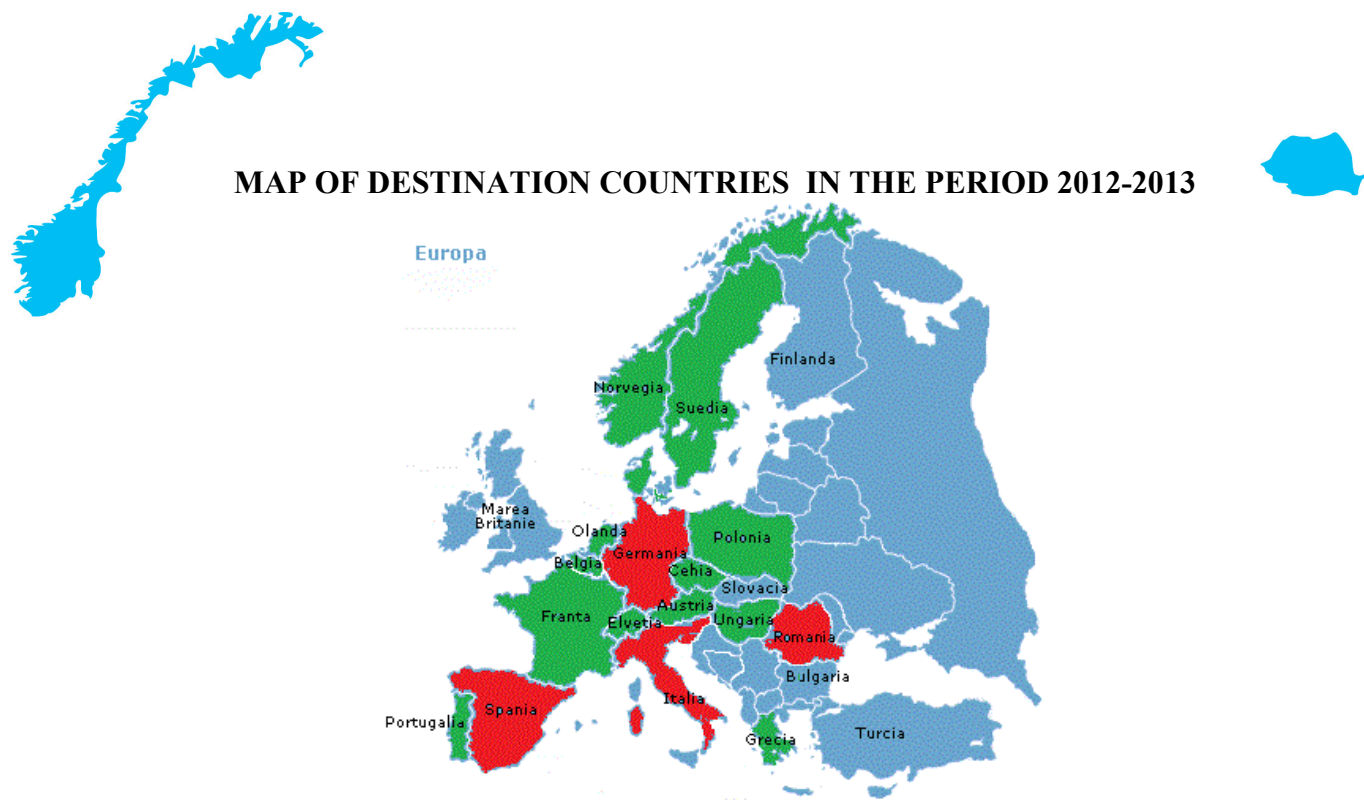 MAP OF DESTINATION COUNTRIES IN THE PERIOD 2012-2013
Europa
Finlanda
Norvegia
Suedia
Marea
Britanie
Olanda
Polonia
Germania
Belgia
Cehia
Slovacia
Austria
Franta
Elvetia
Ungaria
Romania
Bulgaria
Italia
Spania
Portugalia
Turcia
Grecia